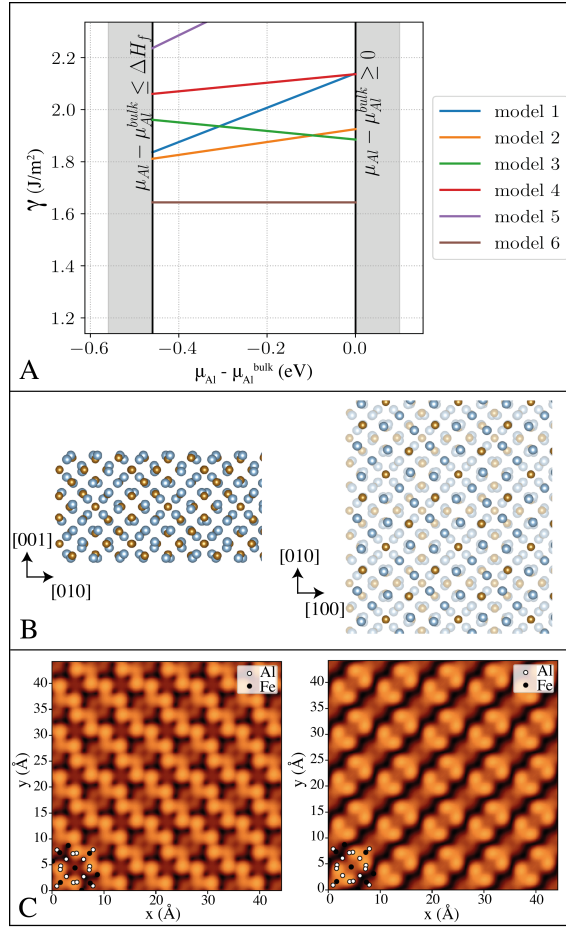 2.2
2.0
1.8
1.6
1.4
1.2
γ (J/m²)
μ_Al − μ_Al^bulk ≤ ΔH_f
μ_Al − μ_Al^bulk ≥ 0
model 1
model 2
model 3
model 4
model 5
model 6
−0.6 −0.4 −0.2 0.0
μ_Al - μ_Al^bulk (eV)
A
[001]
[010]
[010]
[100]
B
Al
Fe
40
35
30
25
20
15
10
5
0
y (Å)
0 10 20 30 40
x (Å)
Al
Fe
40
35
30
25
20
15
10
5
0
y (Å)
0 10 20 30 40
x (Å)
C